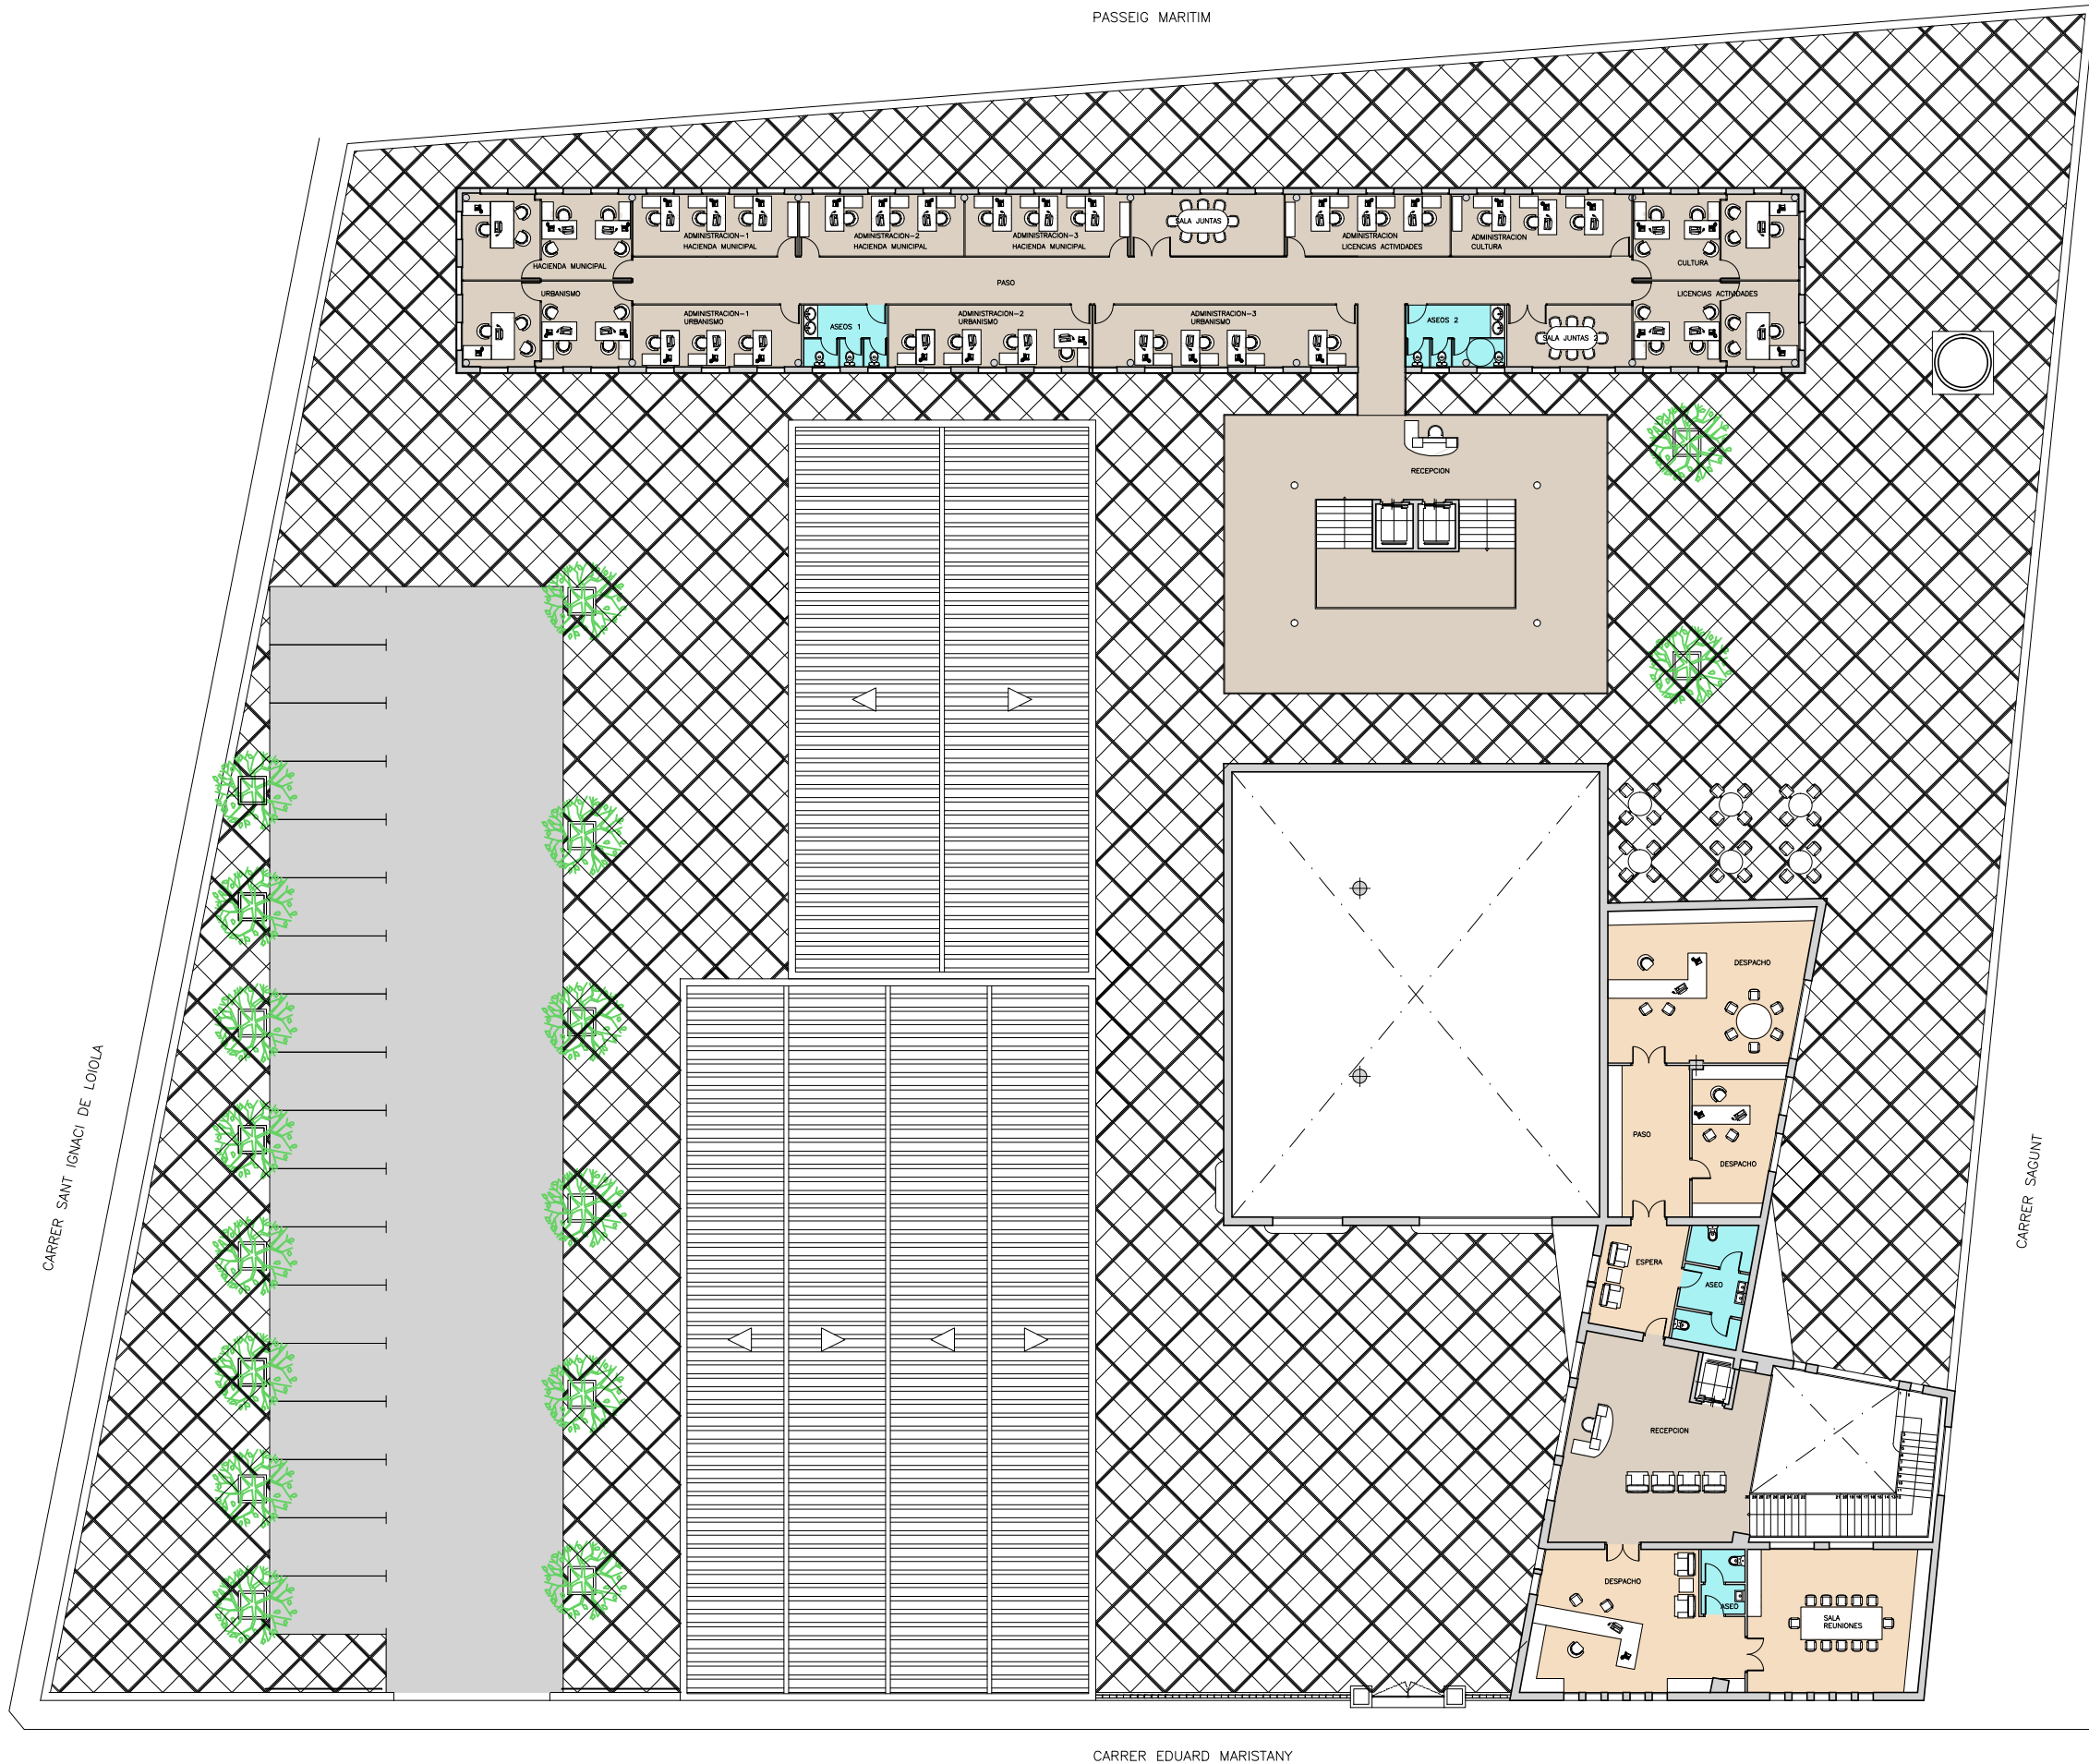 PASSEIG MARITIM
ADMINISTRACION-1
HACIENDA MUNICIPAL
ADMINISTRACION-2
HACIENDA MUNICIPAL
ADMINISTRACION-3
HACIENDA MUNICIPAL
SALA JUNTAS
ADMINISTRACION
LICENCIAS ACTIVIDADES
ADMINISTRACION
CULTURA
HACIENDA MUNICIPAL
CULTURA
PASO
URBANISMO
LICENCIAS ACTIVIDADES
ADMINISTRACION-1
URBANISMO
ASEOS 1
ADMINISTRACION-2
URBANISMO
ADMINISTRACION-3
URBANISMO
ASEOS 2
SALA JUNTAS 2
RECEPCION
DESPACHO
CARRER SANT IGNACI DE LOIOLA
PASO
DESPACHO
CARRER SAGUNT
ESPERA
ASEO
RECEPCION
DESPACHO
ASEO
SALA
REUNIONES
CARRER EDUARD MARISTANY